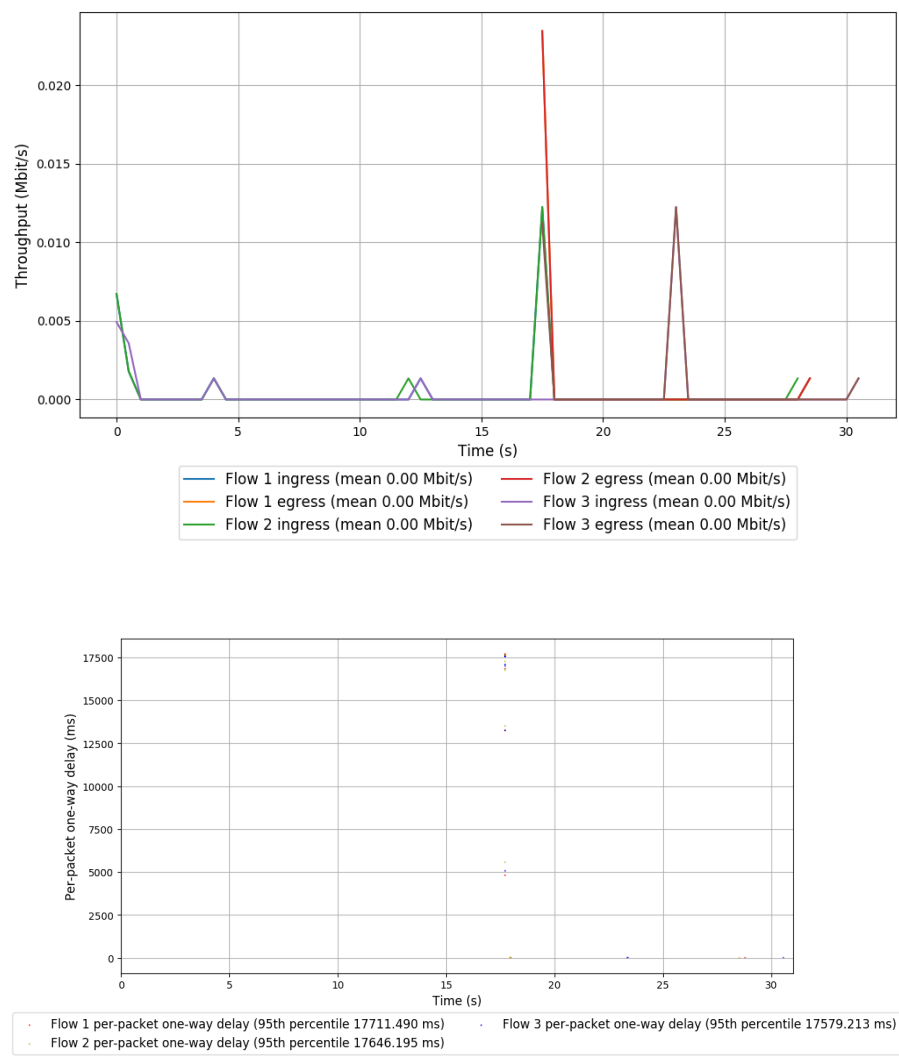 0.020
0.015
0.010
0.005
0.000
Throughput (Mbit/s)
0 5 10 15 20 25 30
Time (s)
Flow 1 ingress (mean 0.00 Mbit/s) Flow 2 egress (mean 0.00 Mbit/s)
Flow 1 egress (mean 0.00 Mbit/s) Flow 3 ingress (mean 0.00 Mbit/s)
Flow 2 ingress (mean 0.00 Mbit/s) Flow 3 egress (mean 0.00 Mbit/s)
17500
15000
12500
10000
7500
5000
2500
0
Per-packet one-way delay (ms)
0 5 10 15 20 25 30
Time (s)
Flow 1 per-packet one-way delay (95th percentile 17711.490 ms) Flow 3 per-packet one-way delay (95th percentile 17579.213 ms)
Flow 2 per-packet one-way delay (95th percentile 17646.195 ms)